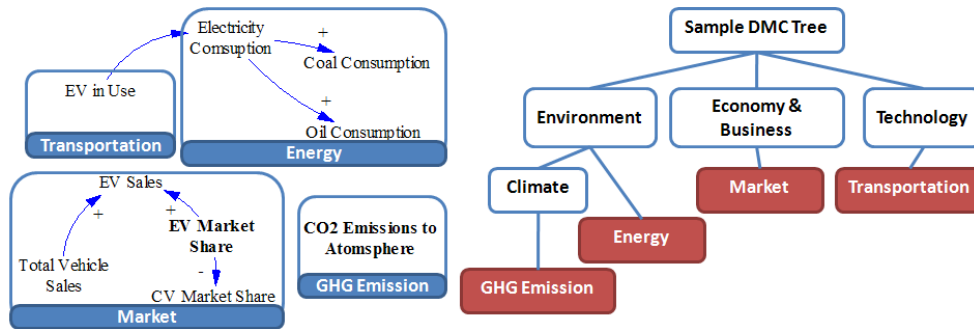 Electricity
Comsuption
+
Coal Consumption
+
Oil Consumption
Energy
EV in Use
Transportation
EV Sales
+
+
EV Market
Share
Total Vehicle
Sales
-
CV Market Share
Market
CO2 Emissions to
Atomsphere
GHG Emission
Sample DMC Tree
Environment
Economy &
Business
Technology
Climate
Market
Transportation
Energy
GHG Emission